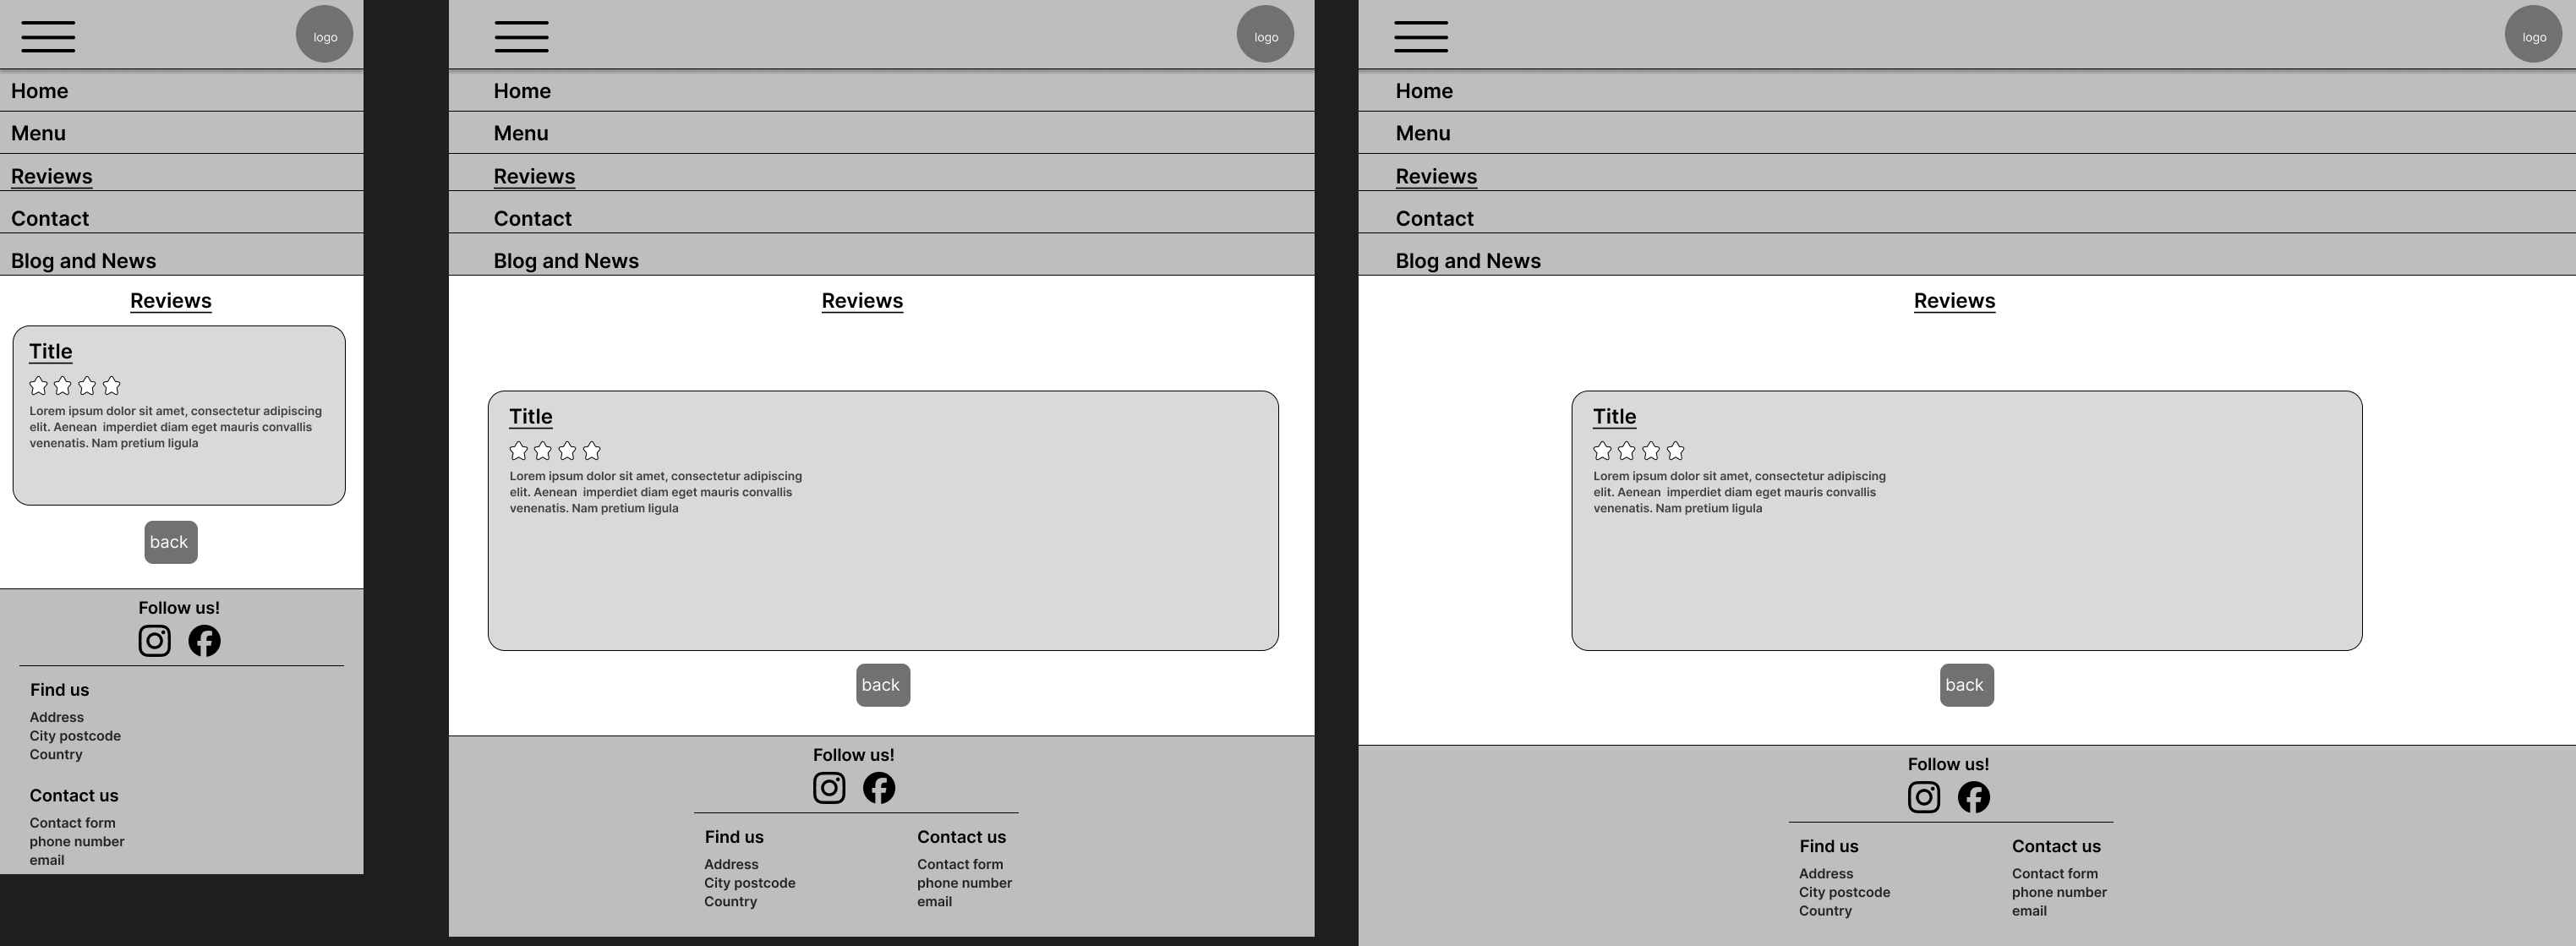 logo
Home
Menu
Reviews
Contact
Blog and News
Reviews
Title
Lorem ipsum dolor sit amet, consectetur adipiscing
elit. Aenean  imperdiet diam eget mauris convallis
venenatis. Nam pretium ligula
back
Follow us!
Find us
Address
City postcode
Country
Contact us
Contact form
phone number
email
logo
Home
Menu
Reviews
Contact
Blog and News
Reviews
Title
Lorem ipsum dolor sit amet, consectetur adipiscing
elit. Aenean  imperdiet diam eget mauris convallis
venenatis. Nam pretium ligula
back
Follow us!
Find us
Address
City postcode
Country
Contact us
Contact form
phone number
email
logo
Home
Menu
Reviews
Contact
Blog and News
Reviews
Title
Lorem ipsum dolor sit amet, consectetur adipiscing
elit. Aenean  imperdiet diam eget mauris convallis
venenatis. Nam pretium ligula
back
Follow us!
Find us
Address
City postcode
Country
Contact us
Contact form
phone number
email